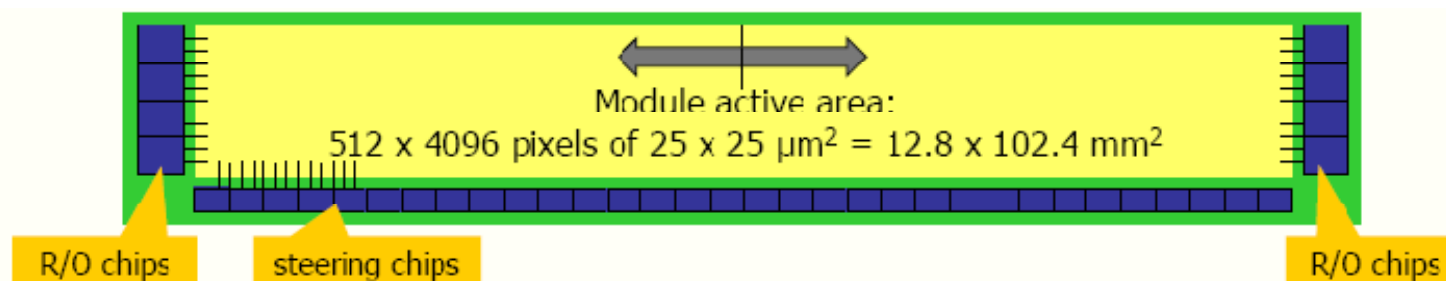 Module active area:
512 x 4096 pixels of 25 x 25 µm² = 12.8 x 102.4 mm²
R/O chips
steering chips
R/O chips